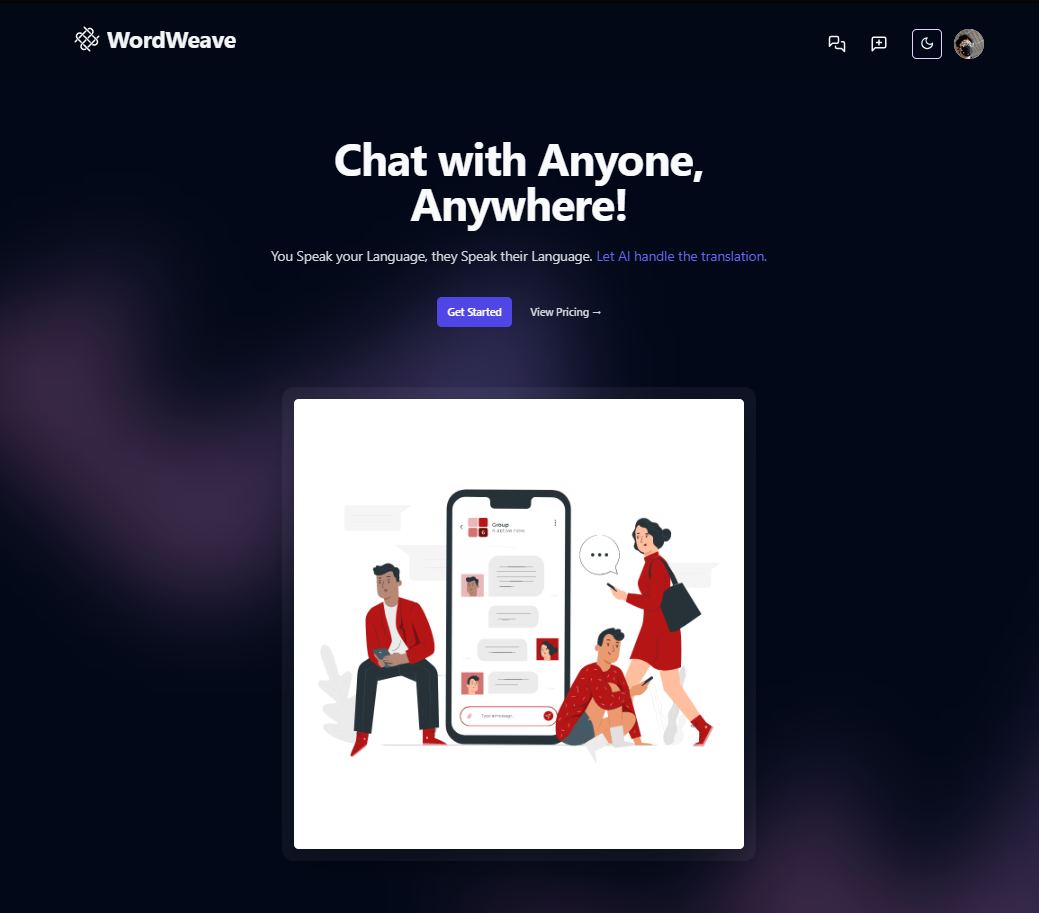 WordWeave
Chat with Anyone,
Anywhere!
You Speak your Language, they Speak their Language. Let AI handle the translation.
Get Started
View Pricing →
Group
Type a message...